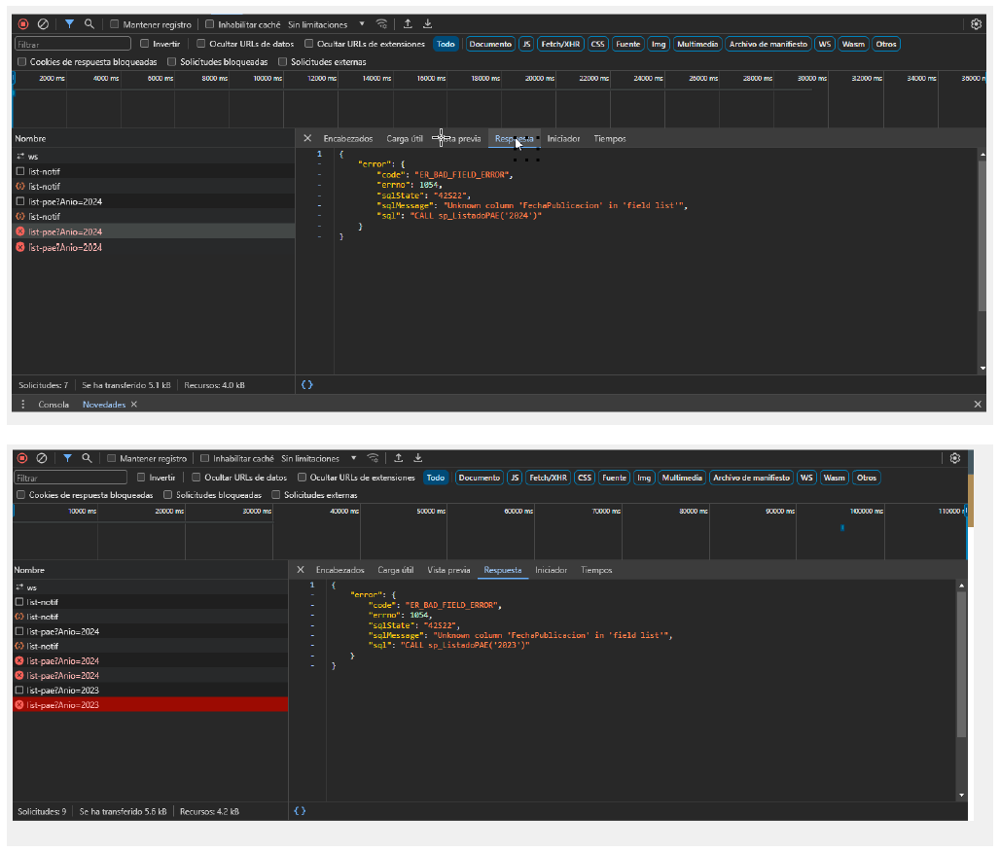 Mantener registro Inhabilitar caché Sin limitaciones
Filtrar Invertir Ocultar URLs de datos Ocultar URLs de extensiones Todo Documento JS Fetch/XHR CSS Fuente Img Multimedia Archivo de manifiesto WS Wasm Otros
Cookies de respuesta bloqueadas Solicitudes bloqueadas Solicitudes externas
2000 ms 4000 ms 6000 ms 8000 ms 10000 ms 12000 ms 14000 ms 16000 ms 18000 ms 20000 ms 22000 ms 24000 ms 26000 ms 28000 ms 30000 ms 32000 ms 34000 ms 36000
Nombre
ws
list-notif
list-notif
list-pae?Anio=2024
list-notif
list-pae?Anio=2024
list-pae?Anio=2024
Encabezados Carga útil previa Respuesta Iniciador Tiempos
1 {
- "error": {
- "code": "ER_BAD_FIELD_ERROR",
- "errno": 1054,
- "sqlState": "42S22",
- "sqlMessage": "Unknown column 'FechaPublicacion' in 'field list'",
- "sql": "CALL sp_ListadoPAE('2024')"
- }
- }
Solicitudes: 7 Se ha transferido 5.1 kB Recursos: 4.0 kB { }
Consola Novedades
Mantener registro Inhabilitar caché Sin limitaciones
Filtrar Invertir Ocultar URLs de datos Ocultar URLs de extensiones Todo Documento JS Fetch/XHR CSS Fuente Img Multimedia Archivo de manifiesto WS Wasm Otros
Cookies de respuesta bloqueadas Solicitudes bloqueadas Solicitudes externas
10000 ms 20000 ms 30000 ms 40000 ms 50000 ms 60000 ms 70000 ms 80000 ms 90000 ms 100000 ms 110000
Nombre
ws
list-notif
list-notif
list-pae?Anio=2024
list-notif
list-pae?Anio=2024
list-pae?Anio=2024
list-pae?Anio=2023
list-pae?Anio=2023
Encabezados Carga útil Vista previa Respuesta Iniciador Tiempos
1 {
- "error": {
- "code": "ER_BAD_FIELD_ERROR",
- "errno": 1054,
- "sqlState": "42S22",
- "sqlMessage": "Unknown column 'FechaPublicacion' in 'field list'",
- "sql": "CALL sp_ListadoPAE('2023')"
- }
- }
Solicitudes: 9 Se ha transferido 5.6 kB Recursos: 4.2 kB { }